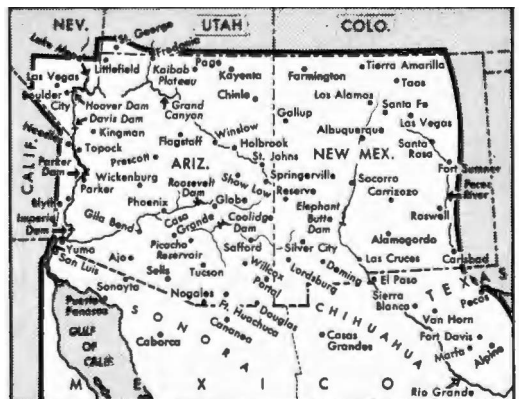 NEV.
UTAH
COLO.
St. George
Fredonia
Lake Mead
Littlefield
Kaibab Plateau
Page
Kayenta
Farmington
Tierra Amarilla
Las Vegas
Boulder City
Chinle
Taos
Hoover Dam
Grand Canyon
Los Alamos
Santa Fe
Davis Dam
Gallup
Las Vegas
Needles
Kingman
Flagstaff
Winslow
Albuquerque
Santa Rosa
Topock
Holbrook
CALIF.
Prescott
ARIZ.
St. Johns
NEW MEX.
Parker Dam
Wickenburg
Springerville
Fort Sumner
Parker
Roosevelt Dam
Show Low
Reserve
Socorro
Carrizozo
Pecos River
Blyth
Phoenix
Globe
Elephant Butte Dam
Roswell
Imperial Dam
Gila Bend
Casa Grande
Coolidge Dam
Alamogordo
Yuma
Picacho Reservoir
Safford
Silver City
Ajo
Las Cruces
Carlsbad
San Luis
Sells
Tucson
Willcox
Lordsburg
Deming
El Paso
TEXAS
Sonoyta
Portal
Sierra Blanca
Pecos
Puerto Penasco
Nogales
Ft. Huachuca
Douglas
Van Horn
GULF OF CALIF.
SONORA
Cananea
CHIHUAHUA
Caborca
Casas Grandes
Fort Davis
Marfa
Alpine
MEXICO
Rio Grande